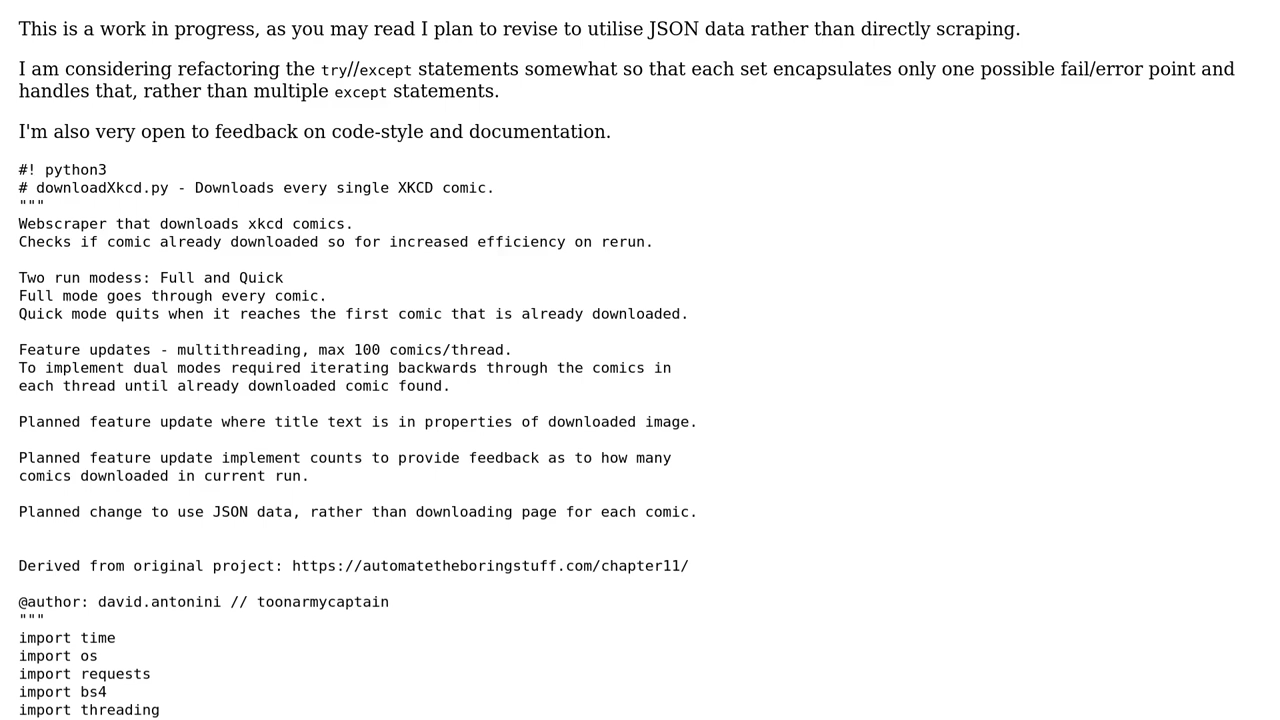 This is a work in progress, as you may read I plan to revise to utilise JSON data rather than directly scraping.
I am considering refactoring the try//except statements somewhat so that each set encapsulates only one possible fail/error point and
handles that, rather than multiple except statements.
I'm also very open to feedback on code-style and documentation.
#! python3
# downloadXkcd.py - Downloads every single XKCD comic.
"""
Webscraper that downloads xkcd comics.
Checks if comic already downloaded so for increased efficiency on rerun.
Two run modess: Full and Quick
Full mode goes through every comic.
Quick mode quits when it reaches the first comic that is already downloaded.
Feature updates - multithreading, max 100 comics/thread.
To implement dual modes required iterating backwards through the comics in
each thread until already downloaded comic found.
Planned feature update where title text is in properties of downloaded image.
Planned feature update implement counts to provide feedback as to how many
comics downloaded in current run.
Planned change to use JSON data, rather than downloading page for each comic.
Derived from original project: https://automatetheboringstuff.com/chapter11/
@author: david.antonini // toonarmycaptain
"""
import time
import os
import requests
import bs4
import threading